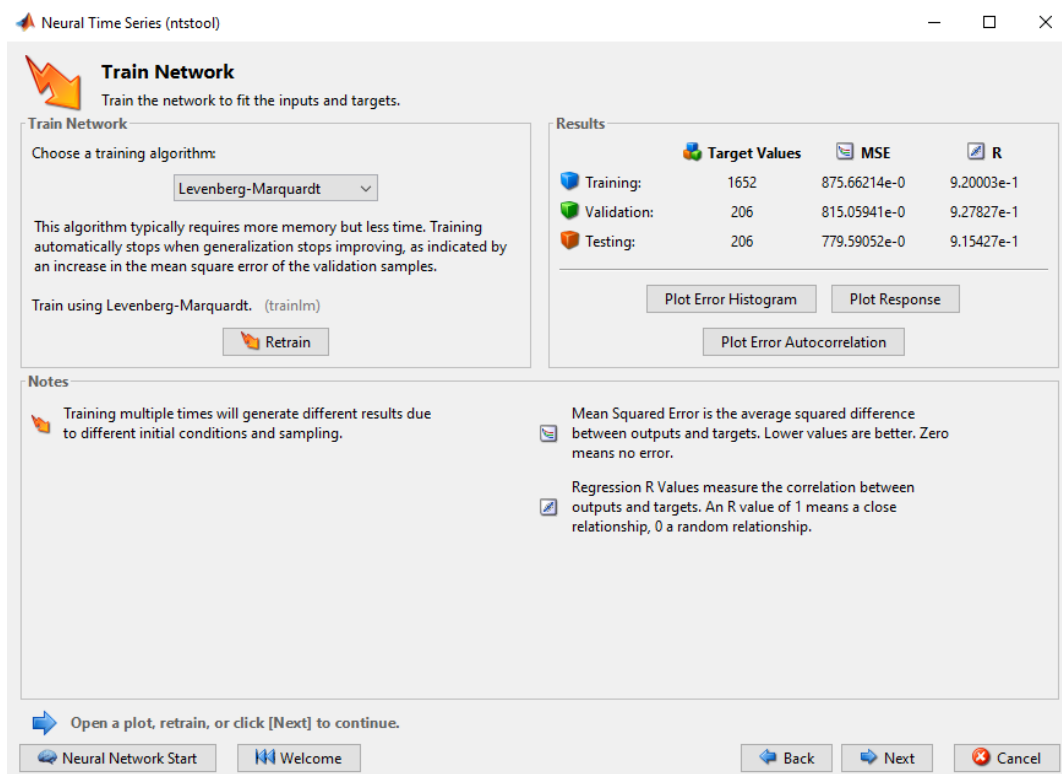 Neural Time Series (ntstool)
Train Network
Train the network to fit the inputs and targets.
Train Network
Choose a training algorithm:
Levenberg-Marquardt
This algorithm typically requires more memory but less time. Training
automatically stops when generalization stops improving, as indicated by
an increase in the mean square error of the validation samples.
Train using Levenberg-Marquardt. (trainlm)
Retrain
Results
Target Values MSE R
Training: 1652 875.66214e-0 9.20003e-1
Validation: 206 815.05941e-0 9.27827e-1
Testing: 206 779.59052e-0 9.15427e-1
Plot Error Histogram Plot Response
Plot Error Autocorrelation
Notes
Training multiple times will generate different results due
to different initial conditions and sampling.
Mean Squared Error is the average squared difference
between outputs and targets. Lower values are better. Zero
means no error.
Regression R Values measure the correlation between
outputs and targets. An R value of 1 means a close
relationship, 0 a random relationship.
Open a plot, retrain, or click [Next] to continue.
Neural Network Start Welcome Back Next Cancel